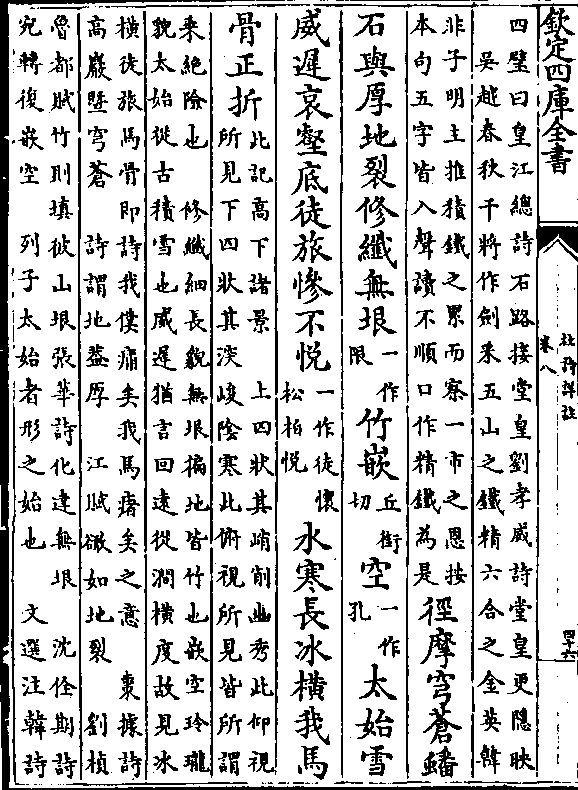 欽定四庫全書 杜詩詳註 卷八 四十六
四璧曰皇江總詩石路接堂皇劉孝威詩堂皇更隱映
吳越春秋干將作劍采五山之鐵精六合之金英韓
非子明主推積鐵之累而察一市之恩按
本句五字皆入聲讀不順口作精鐵為是
徑摩穹蒼蟠
石與厚地裂修纖無垠一作限竹嵌丘銜切空一作孔太始雪
威遲哀壑底徒旅慘不悅一作徒懷松柏悅水寒長冰橫我馬
骨正折
此記高下諸景 上四狀其峭削幽秀此仰視
所見下四狀其深峻陰寒此俯視所見皆所謂
來絕險也 修纖細長貌無垠徧地皆竹也嵌空玲瓏
貌太始從古積雪也威遲猶言回遠從澗橫度故見冰
橫徒旅馬骨即詩我僕痡矣我馬瘏矣之意 棗據詩
高巖暨穹蒼 詩謂地蓋厚 江賦如地裂 劉楨
魯都賦竹則填彼山垠張華詩化達無垠 沈佺期詩
宛轉復嵌空 列子太始者形之始也 文選注韓詩